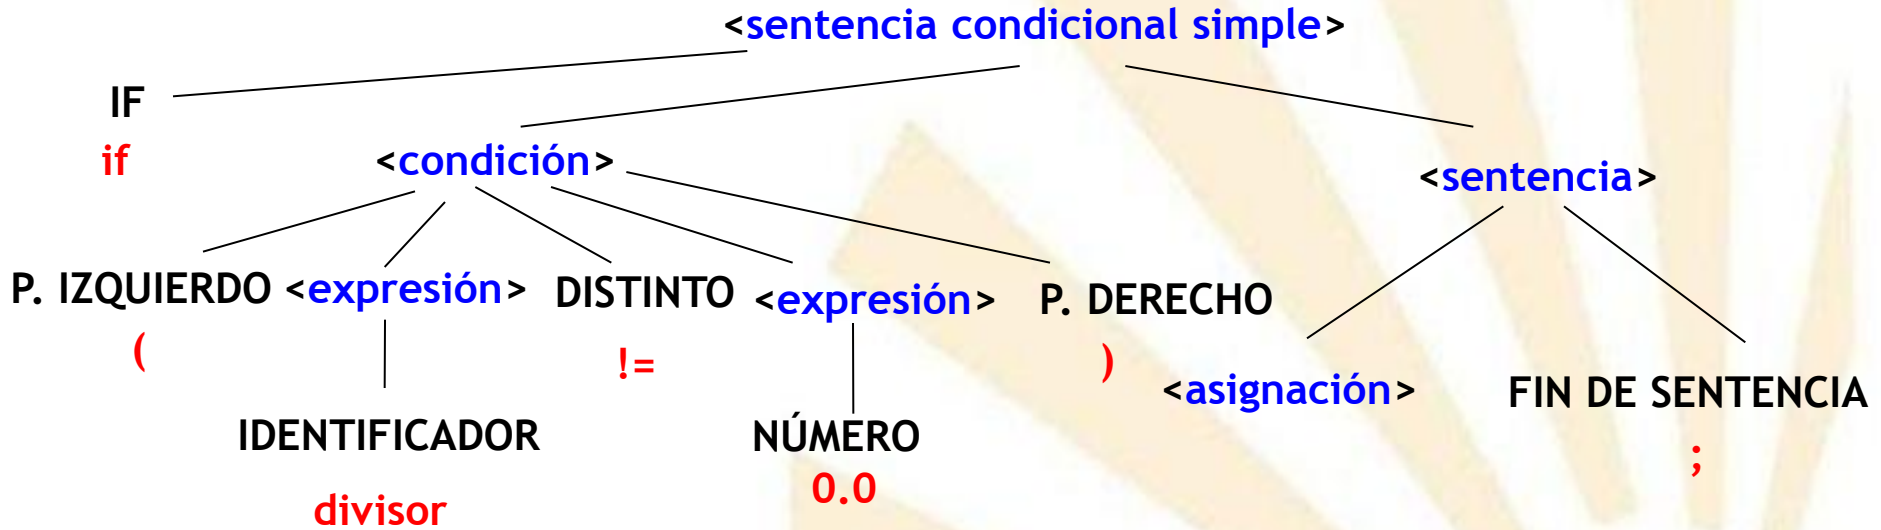 <sentencia condicional simple>
IF
if
<condición>
<sentencia>
P. IZQUIERDO <expresión> DISTINTO <expresión> P. DERECHO
( != )
<asignación> FIN DE SENTENCIA
;
IDENTIFICADOR NÚMERO
0.0
divisor